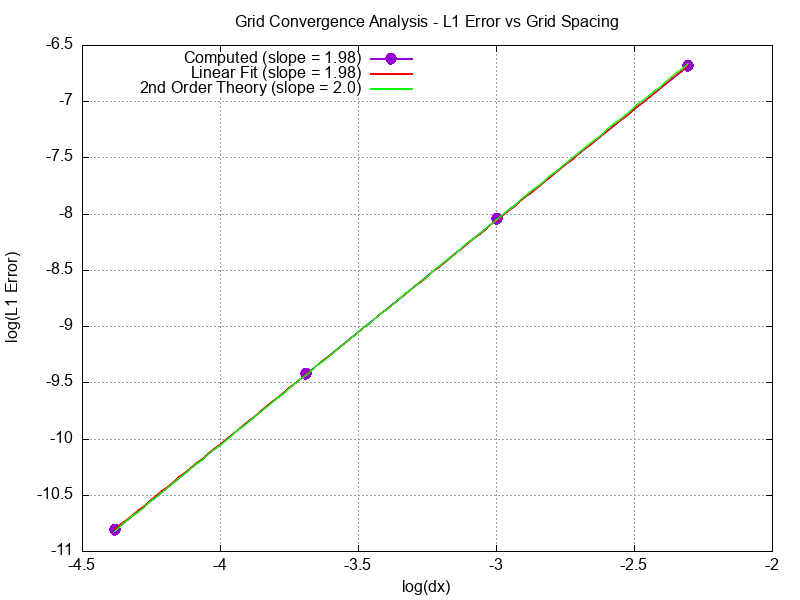 Grid Convergence Analysis - L1 Error vs Grid Spacing
Computed (slope = 1.98)
Linear Fit (slope = 1.98)
2nd Order Theory (slope = 2.0)
-6.5
-7
-7.5
-8
-8.5
-9
-9.5
-10
-10.5
-11
log(L1 Error)
-4.5 -4 -3.5 -3 -2.5 -2
log(dx)